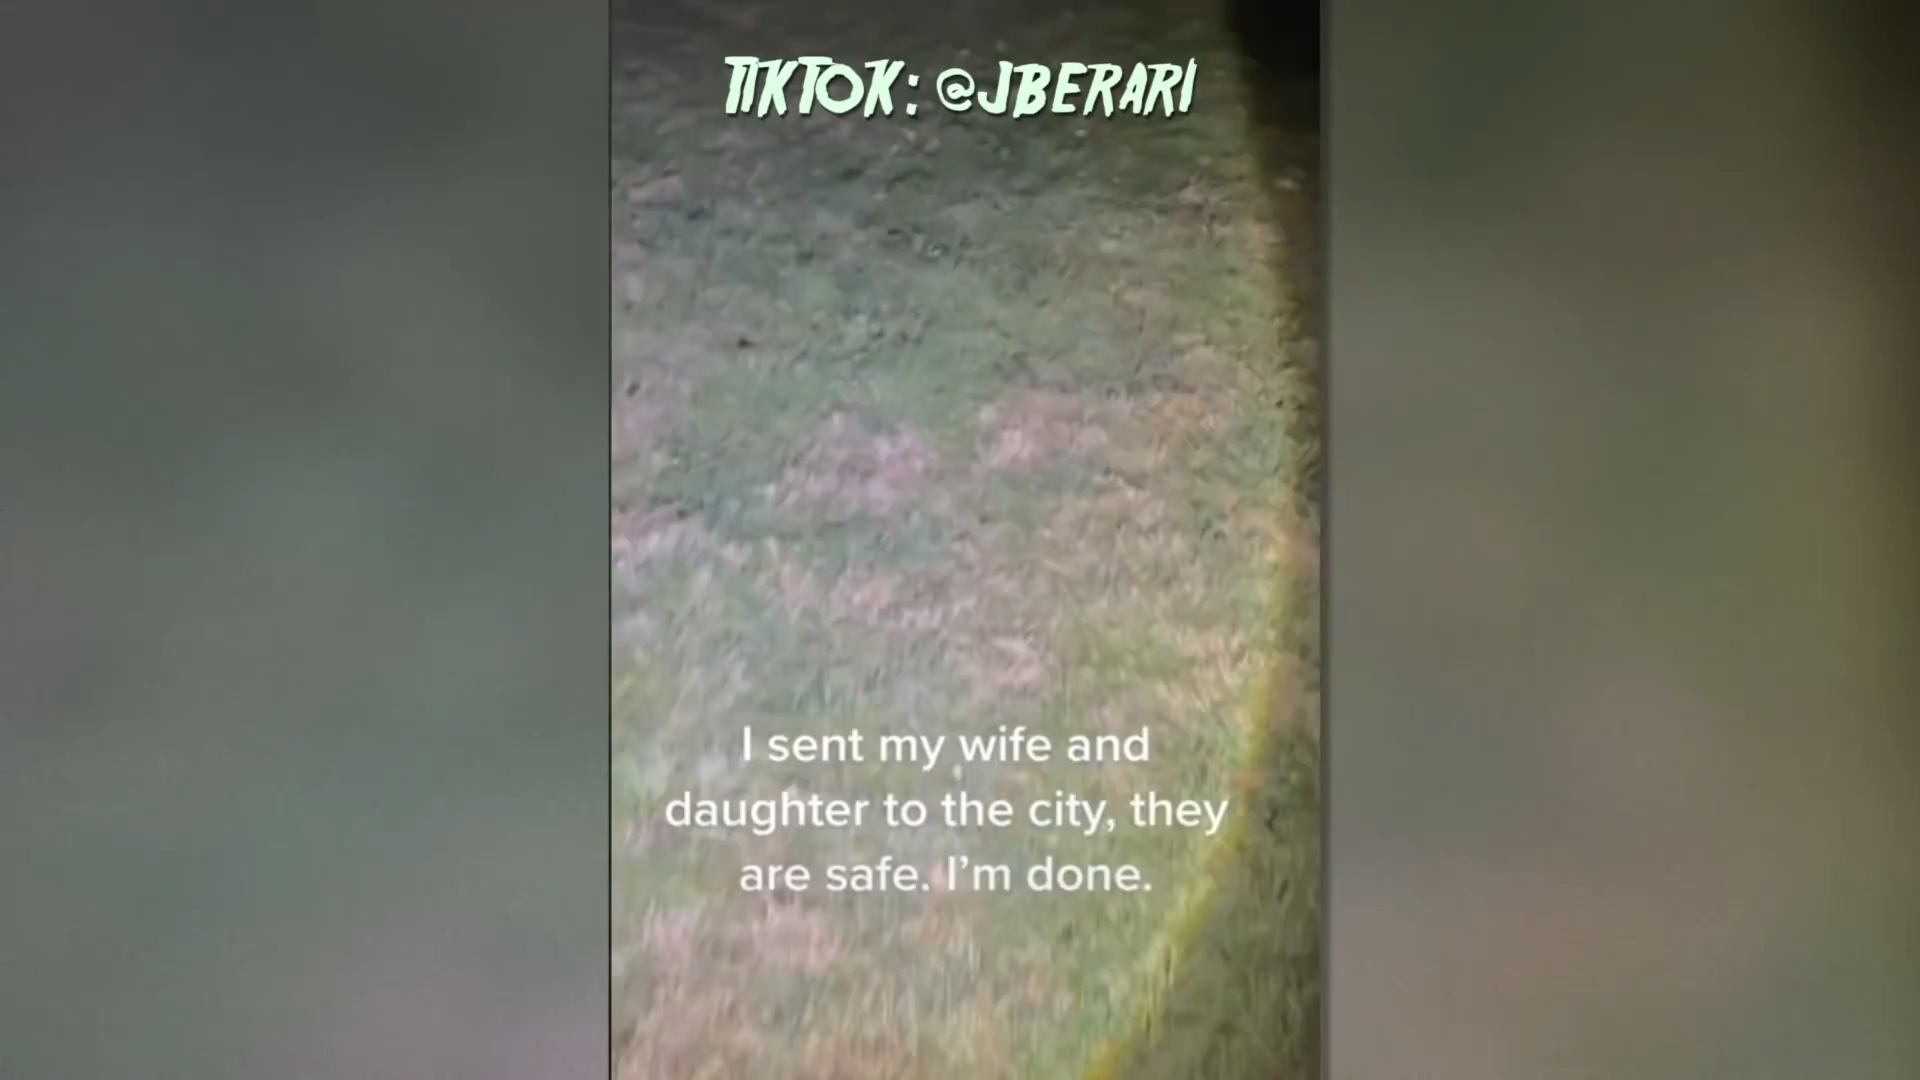 TIKTOK: @JBERARI
I sent my wife and
daughter to the city, they
are safe. I'm done.